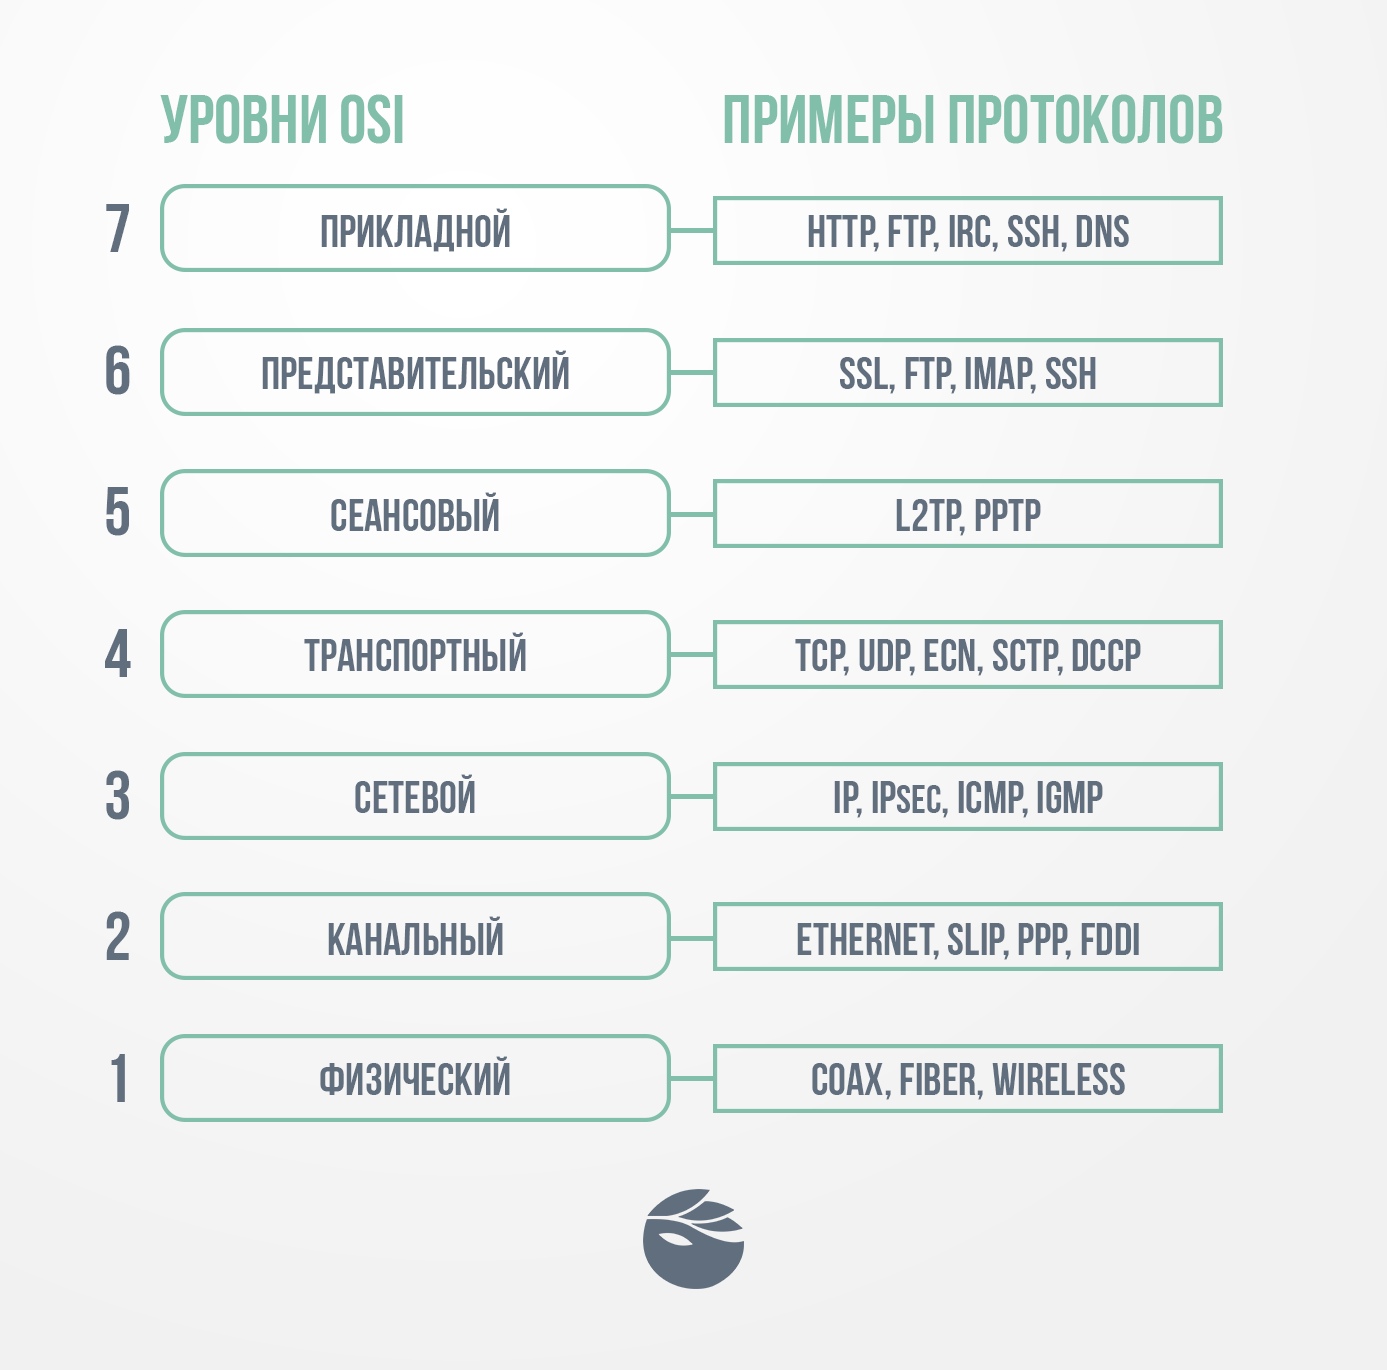 УРОВНИ OSI ПРИМЕРЫ ПРОТОКОЛОВ
7 ПРИКЛАДНОЙ HTTP, FTP, IRC, SSH, DNS
6 ПРЕДСТАВИТЕЛЬСКИЙ SSL, FTP, IMAP, SSH
5 СЕАНСОВЫЙ L2TP, PPTP
4 ТРАНСПОРТНЫЙ TCP, UDP, ECN, SCTP, DCCP
3 СЕТЕВОЙ IP, IPSEC, ICMP, IGMP
2 КАНАЛЬНЫЙ ETHERNET, SLIP, PPP, FDDI
1 ФИЗИЧЕСКИЙ COAX, FIBER, WIRELESS